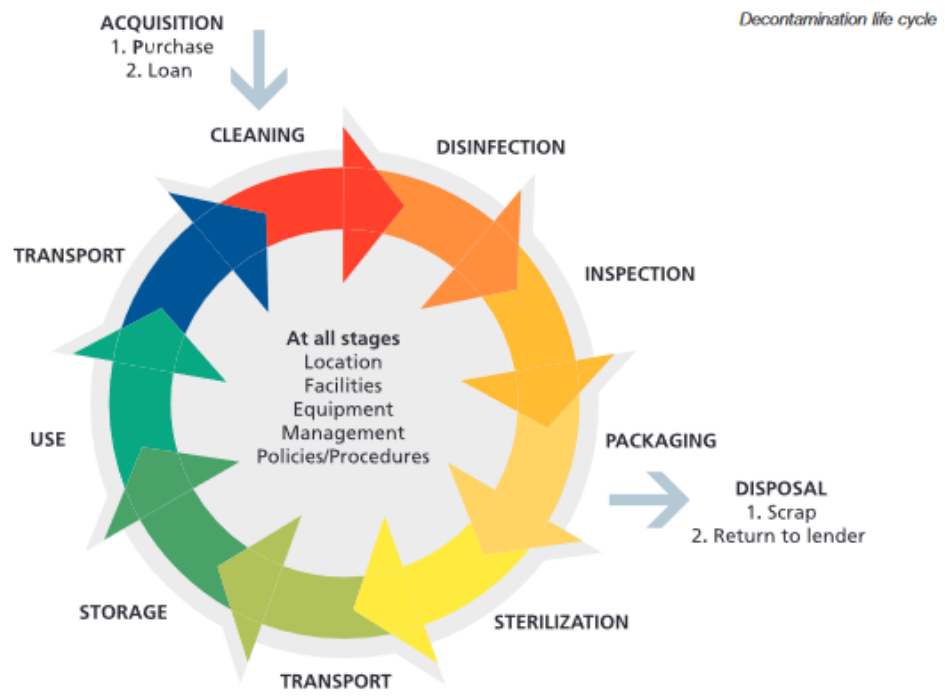 Decontamination life cycle
ACQUISITION
1. Purchase
2. Loan
CLEANING
DISINFECTION
INSPECTION
PACKAGING
DISPOSAL
1. Scrap
2. Return to lender
STERILIZATION
TRANSPORT
STORAGE
USE
TRANSPORT
At all stages
Location
Facilities
Equipment
Management
Policies/Procedures